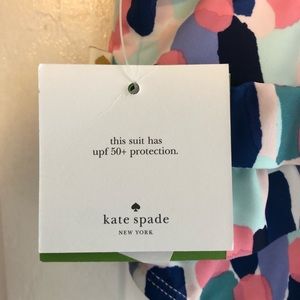 this suit has
upf 50+ protection.
kate spade
NEW YORK